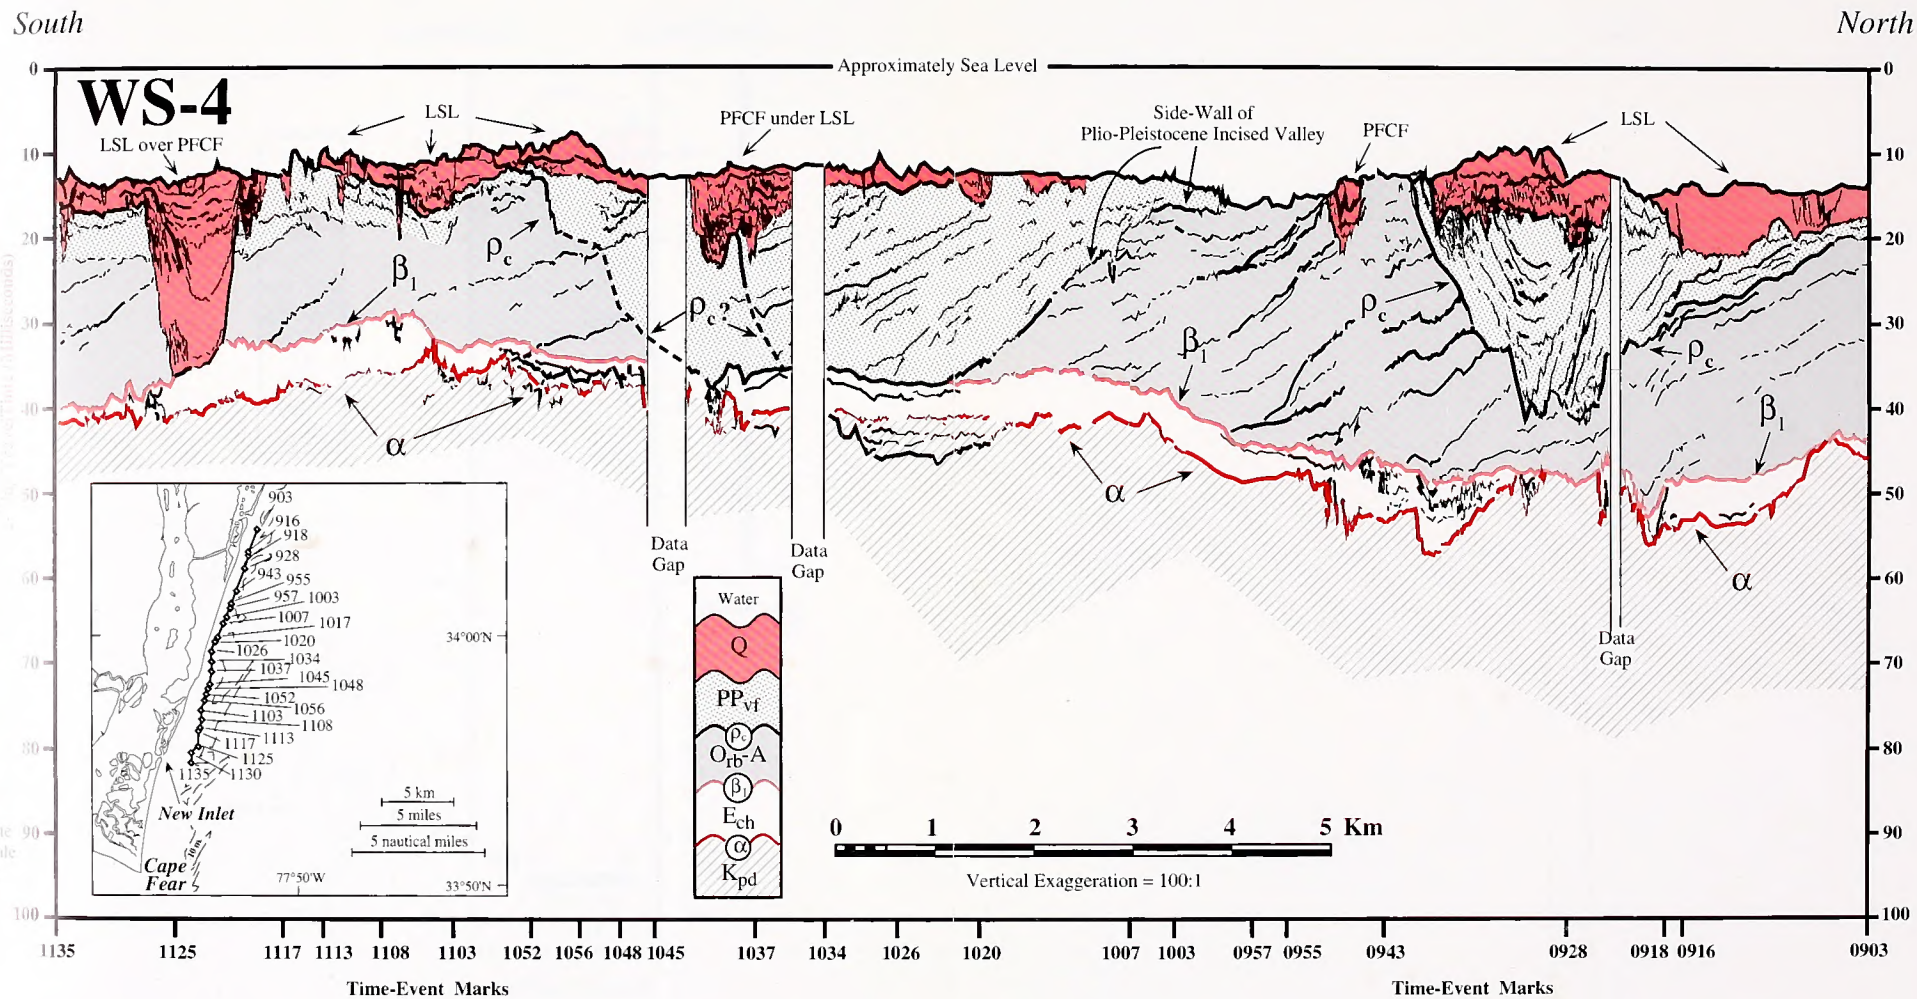 South
North
Approximately Sea Level
WS-4
LSL over PFCF
LSL
PFCF under LSL
Side-Wall of
Plio-Pleistocene Incised Valley
PFCF
LSL
0
10
20
30
40
50
60
70
80
90
100
0
10
20
30
40
50
60
70
80
90
100
ρc
β1
ρc?
β1
ρc
ρc
β1
α
α
α
Data
Gap
Data
Gap
Data
Gap
903
916
918
928
943
955
957
1003
1007
1017
1020
1026
1034
1037
1045
1048
1052
1056
1103
1108
1113
1117
1125
1135
1130
34°00'N
New Inlet
Cape
Fear
10 m
77°50'W
33°50'N
5 km
5 miles
5 nautical miles
Water
Q
PPvf
ρc
Orb-A
β1
Ech
α
Kpd
0 1 2 3 4 5 Km
Vertical Exaggeration = 100:1
1135 1125 1117 1113 1108 1103 1052 1056 1048 1045 1037 1034 1026 1020 1007 1003 0957 0955 0943 0928 0918 0916 0903
Time-Event Marks
Time-Event Marks